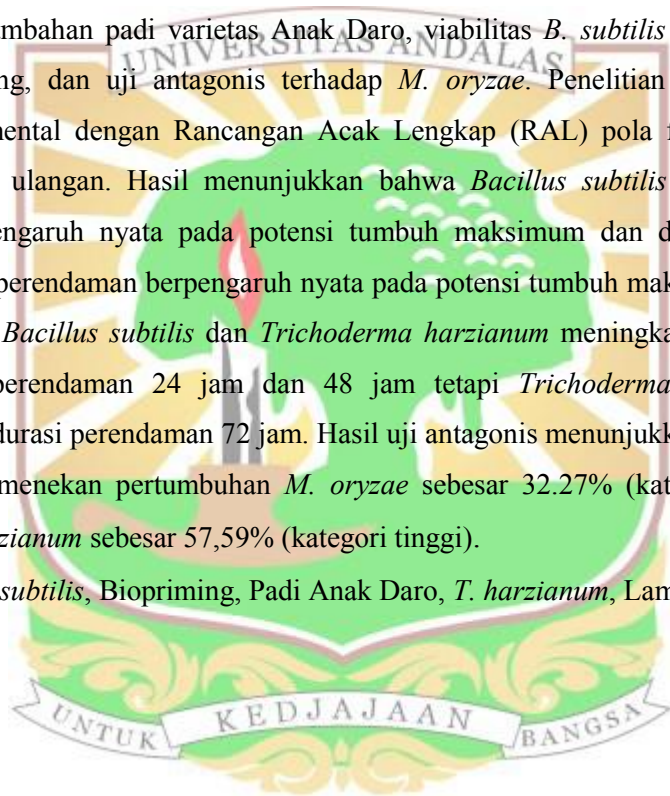 mbahan padi varietas Anak Daro, viabilitas B. subtilis
UNIVERSITAS ANDALAS
ng, dan uji antagonis terhadap M. oryzae. Penelitian
mental dengan Rancangan Acak Lengkap (RAL) pola f
ulangan. Hasil menunjukkan bahwa Bacillus subtilis
engaruh nyata pada potensi tumbuh maksimum dan d
perendaman berpengaruh nyata pada potensi tumbuh mak
Bacillus subtilis dan Trichoderma harzianum meningka
perendaman 24 jam dan 48 jam tetapi Trichoderma
durasi perendaman 72 jam. Hasil uji antagonis menunjukk
menekan pertumbuhan M. oryzae sebesar 32.27% (kat
zianum sebesar 57,59% (kategori tinggi).
subtilis, Biopriming, Padi Anak Daro, T. harzianum, Lam
UNTUK KEDJAJAAN BANGSA